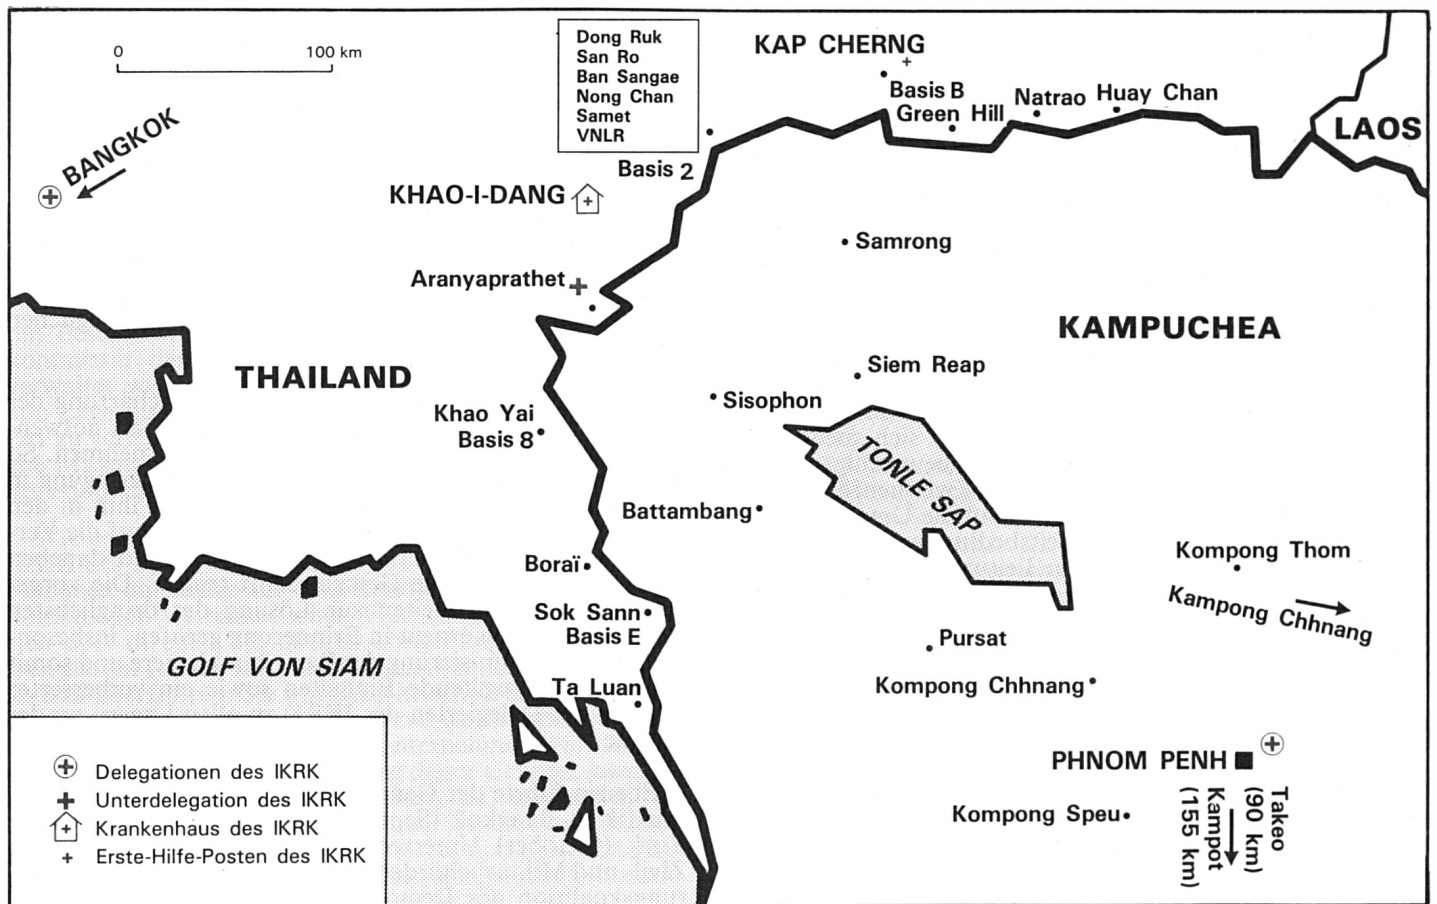 0 100 km
Dong Ruk
San Ro
Ban Sangae
Nong Chan
Samet
VNLR
KAP CHERNG
Basis B
Green Hill
Natrao
Huay Chan
LAOS
BANGKOK
Basis 2
KHAO-I-DANG
Samrong
Aranyaprathet
KAMPUCHEA
THAILAND
Siem Reap
Sisophon
Khao Yai
Basis 8
TONLE SAP
Battambang
Kompong Thom
Boraï
Kampong Chhnang
Sok Sann
Basis E
Pursat
GOLF VON SIAM
Ta Luan
Kompong Chhnang
PHNOM PENH
Kompong Speu
Takeo
(90 km)
Kampot
(155 km)
Delegationen des IKRK
Unterdelegation des IKRK
Krankenhaus des IKRK
Erste-Hilfe-Posten des IKRK